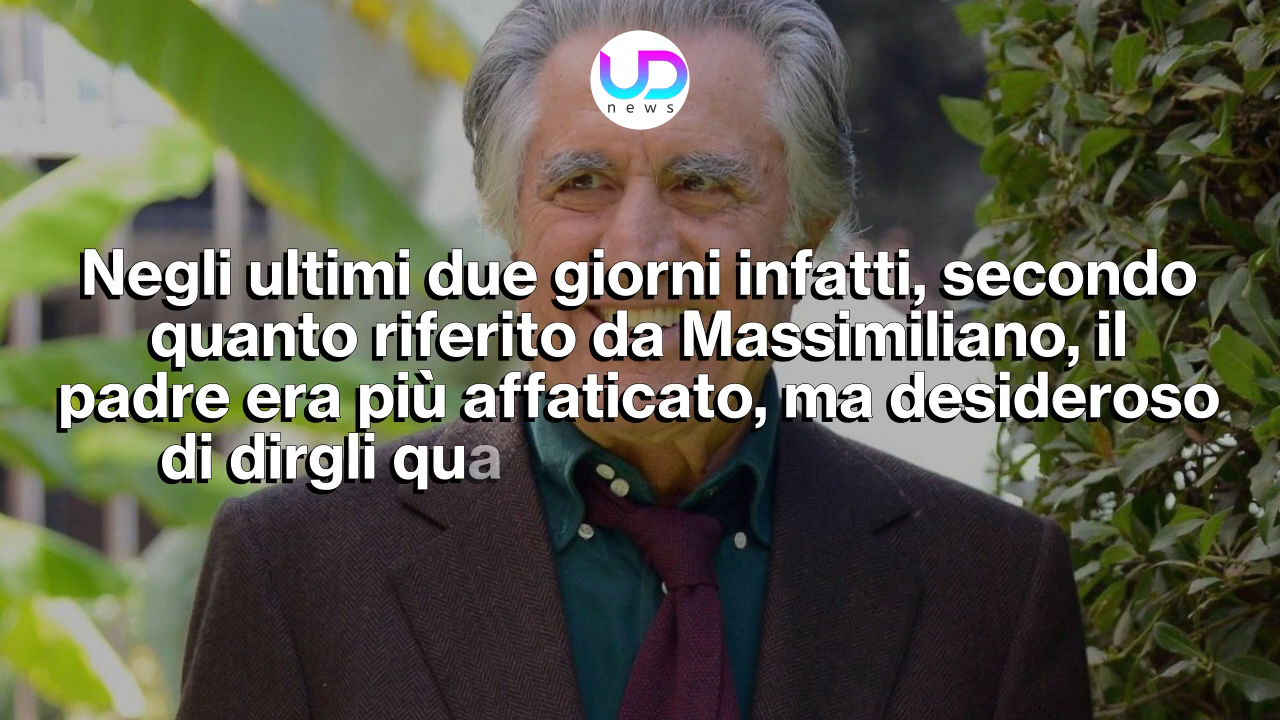 UD
news
Negli ultimi due giorni infatti, secondo
quanto riferito da Massimiliano, il
padre era più affaticato, ma desideroso
di dirgli qua